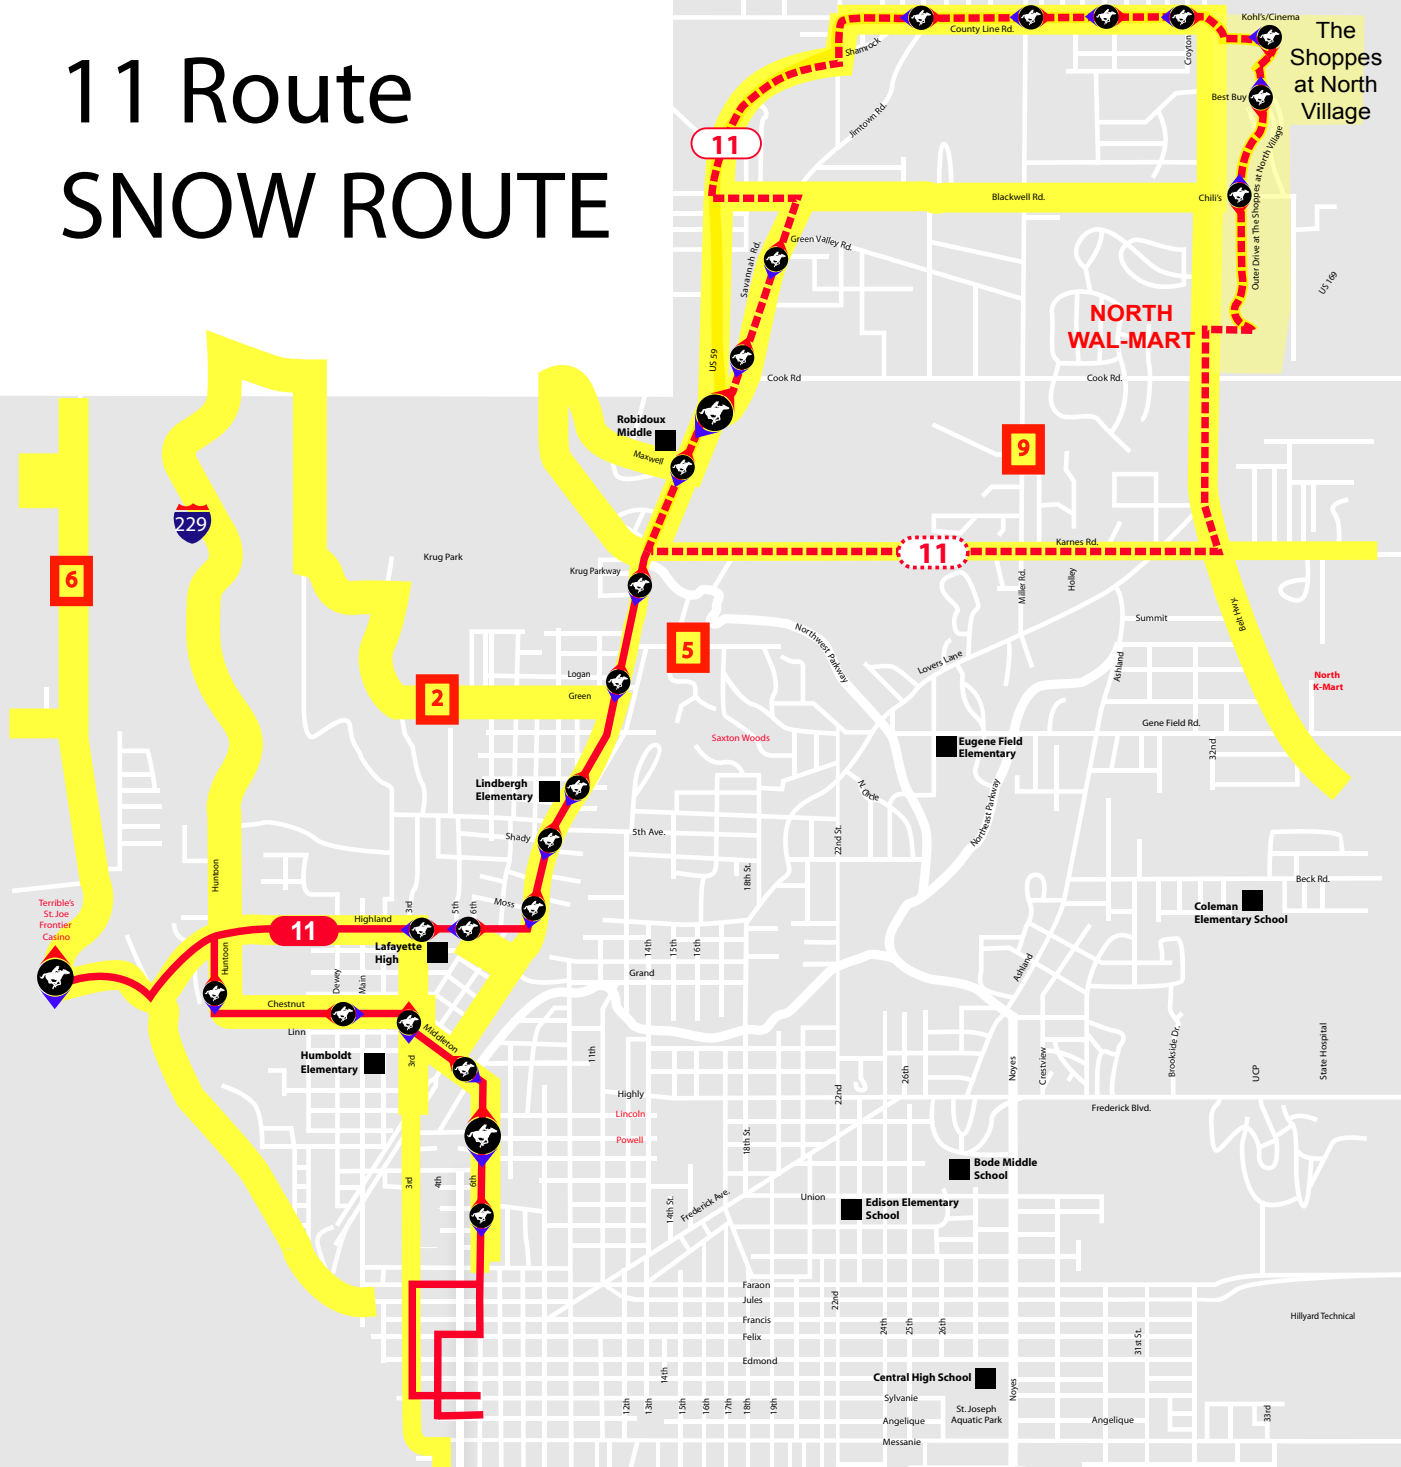 11 Route
SNOW ROUTE
Kohl's/Cinema
The
Shoppes
at North
Village
County Line Rd.
Shamrock
Croyton
Best Buy
Jimtown Rd.
11
Blackwell Rd.
Chili's
Outer Drive at The Shoppes at North Village
Savannah Rd.
Green Valley Rd.
US 169
NORTH
WAL-MART
US 59
Cook Rd
Cook Rd.
Robidoux
Middle
Maxwell
9
229
11
Karnes Rd.
Krug Park
Krug Parkway
6
Miller Rd.
Holley
Belt Hwy.
Summit
5
Northwest Parkway
Lovers Lane
Ashland
Logan
Green
2
North
K-Mart
Gene Field Rd.
32nd
Saxton Woods
Eugene Field
Elementary
Lindbergh
Elementary
N. Circle
Northeast Parkway
Shady
5th Ave.
22nd St.
18th St.
Huntoon
Beck Rd.
Terrible's
St. Joe
Frontier
Casino
Moss
3rd
5th
6th
Coleman
Elementary School
11
Highland
Lafayette
High
14th
15th
16th
Huntoon
Dewey
Main
Grand
Ashland
Chestnut
Linn
Middleton
Humboldt
Elementary
3rd
11th
26th
Noyes
Crestview
Brookside Dr.
UCP
State Hospital
Highly
22nd
Lincoln
Frederick Blvd.
Powell
18th St.
Bode Middle
School
3rd
4th
6th
14th St.
Frederick Ave.
Union
Edison Elementary
School
Faraon
Jules
22nd
Francis
24th
25th
26th
31st St.
Hillyard Technical
Felix
Edmond
14th
Central High School
12th
13th
15th
16th
17th
18th
19th
Sylvanie
Noyes
St. Joseph
Aquatic Park
33rd
Angelique
Angelique
Messanie